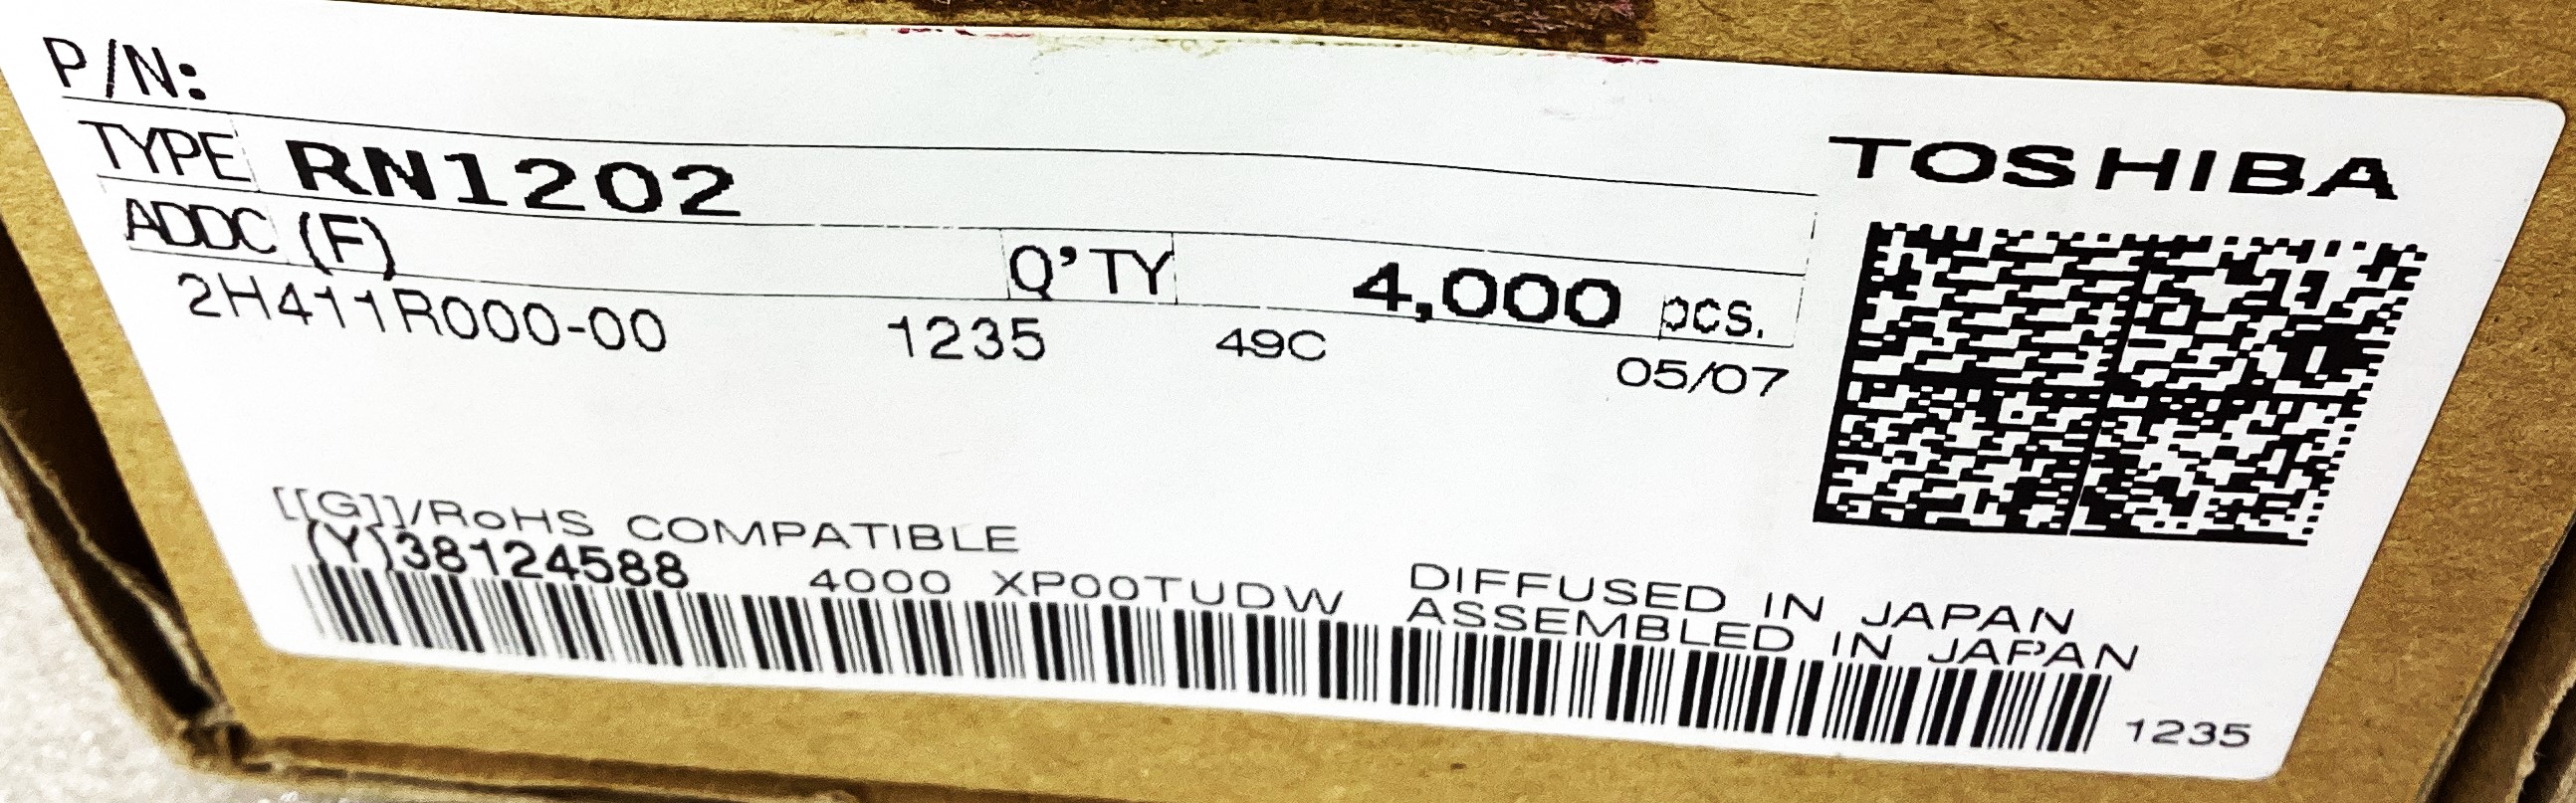 P/N:
TYPE RN1202
TOSHIBA
ADDC (F) Q'TY 4,000 pcs.
2H411R000-00 1235 49C 05/07
[[G]]/RoHS COMPATIBLE
(Y)38124588 4000 XP00TUDW DIFFUSED IN JAPAN
ASSEMBLED IN JAPAN
1235